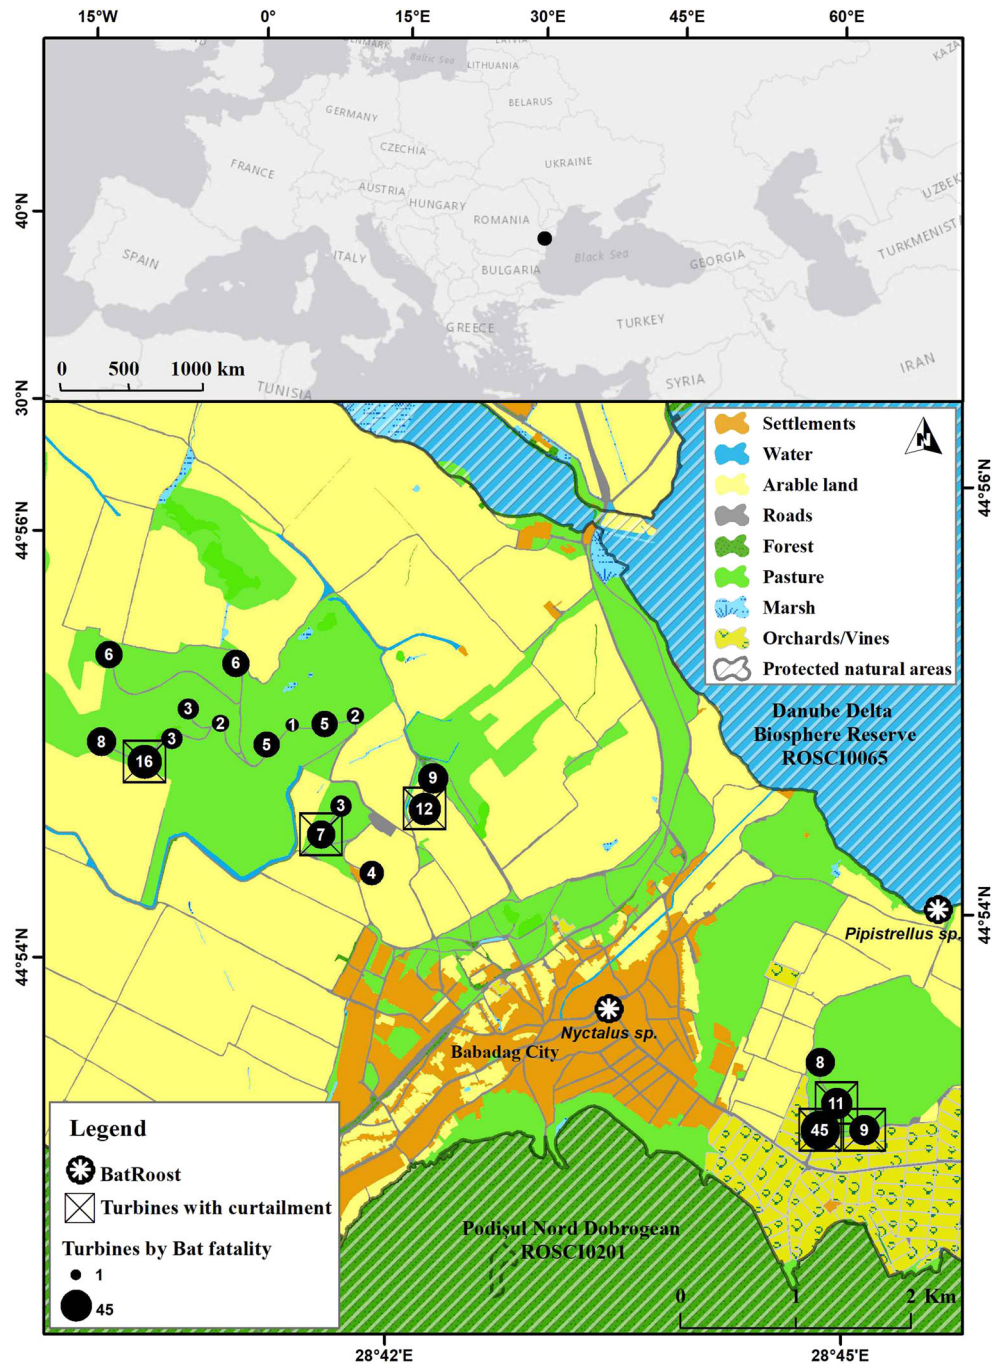 15°W 0° 15°E 30°E 45°E 60°E
DENMARK
LATVIA
Baltic Sea
LITHUANIA
KAZA
BELARUS
GERMANY
CZECHIA
UKRAINE
FRANCE
AUSTRIA
HUNGARY
UZBEK
40°N
ROMANIA
TURKMENISTA
SPAIN
ITALY
Black Sea
GEORGIA
BULGARIA
GREECE
TURKEY
IRAN
0 500 1000 km
SYRIA
TUNISIA
30°N
Settlements
N
Water
Arable land
Roads
Forest
Pasture
Marsh
Orchards/Vines
Protected natural areas
44°56'N
44°56'N
Danube Delta
Biosphere Reserve
ROSCI0065
6
6
3
2
1
5
2
8
3
5
16
9
3
12
7
4
44°54'N
44°54'N
Pipistrellus sp.
Nyctalus sp.
Babadag City
8
11
45
9
Legend
BatRoost
Turbines with curtailment
Turbines by Bat fatality
1
45
Podişul Nord Dobrogean
ROSCI0201
0 1 2 Km
28°42'E 28°45'E